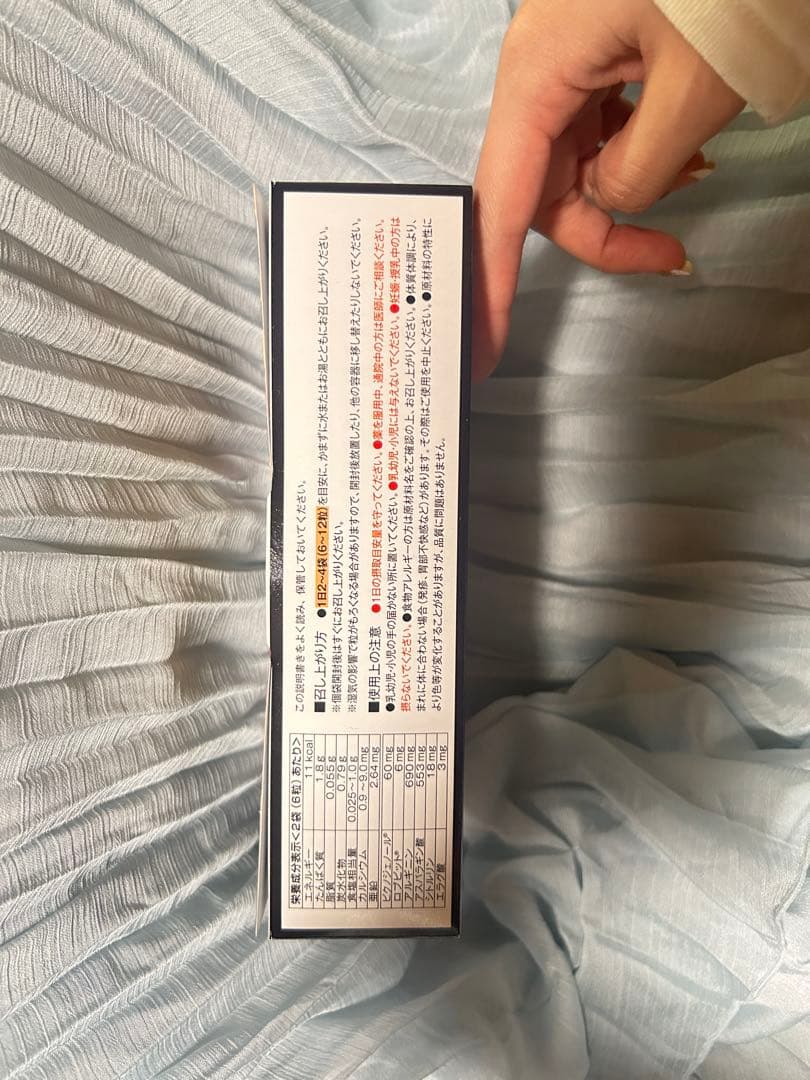 この説明書きをよく読み、保管しておいてください。
■召し上がり方 ●1日2～4袋(6～12粒)を目安に、かまずに水またはお湯とともにお召し上がりください。
※個袋開封後はすぐにお召し上がりください。
※湿気の影響で粒がもろくなる場合がありますので、開封後放置したり、他の容器に移し替えたりしないでください。
■使用上の注意 ●1日の摂取目安量を守ってください。●薬を服用中、通院中の方は医師にご相談ください。
●乳幼児・小児の手の届かない所に置いてください。●乳幼児・小児には与えないでください。●妊娠・授乳中の方は
摂らないでください。●食物アレルギーの方は原材料名をご確認の上、お召し上がりください。●体質体調により、
まれに体に合わない場合(発疹、胃部不快感など)があります。その際はご使用を中止ください。●原材料の特性に
より色等が変化することがありますが、品質に問題はありません。
栄養成分表示<2袋(6粒)あたり>
エネルギー 11kcal
たんぱく質 1.8g
脂質 0.055g
炭水化物 0.79g
食塩相当量 0.025～1.0g
カルシウム 0.9～9.0mg
亜鉛 2.64mg
ピクノジェノール® 60mg
ロブビット® 6mg
アルギニン 690mg
アスパラギン酸 553mg
シトルリン 18mg
エラグ酸 3mg